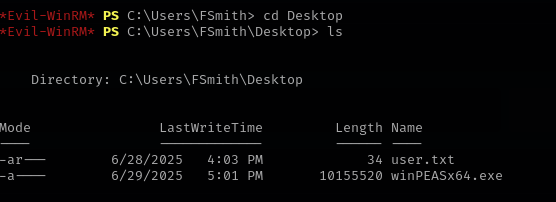 *Evil-WinRM* PS C:\Users\FSmith> cd Desktop
*Evil-WinRM* PS C:\Users\FSmith\Desktop> ls
Directory: C:\Users\FSmith\Desktop
Mode                LastWriteTime         Length Name
----                -------------         ------ ----
-ar---        6/28/2025   4:03 PM             34 user.txt
-a----        6/29/2025   5:01 PM       10155520 winPEASx64.exe